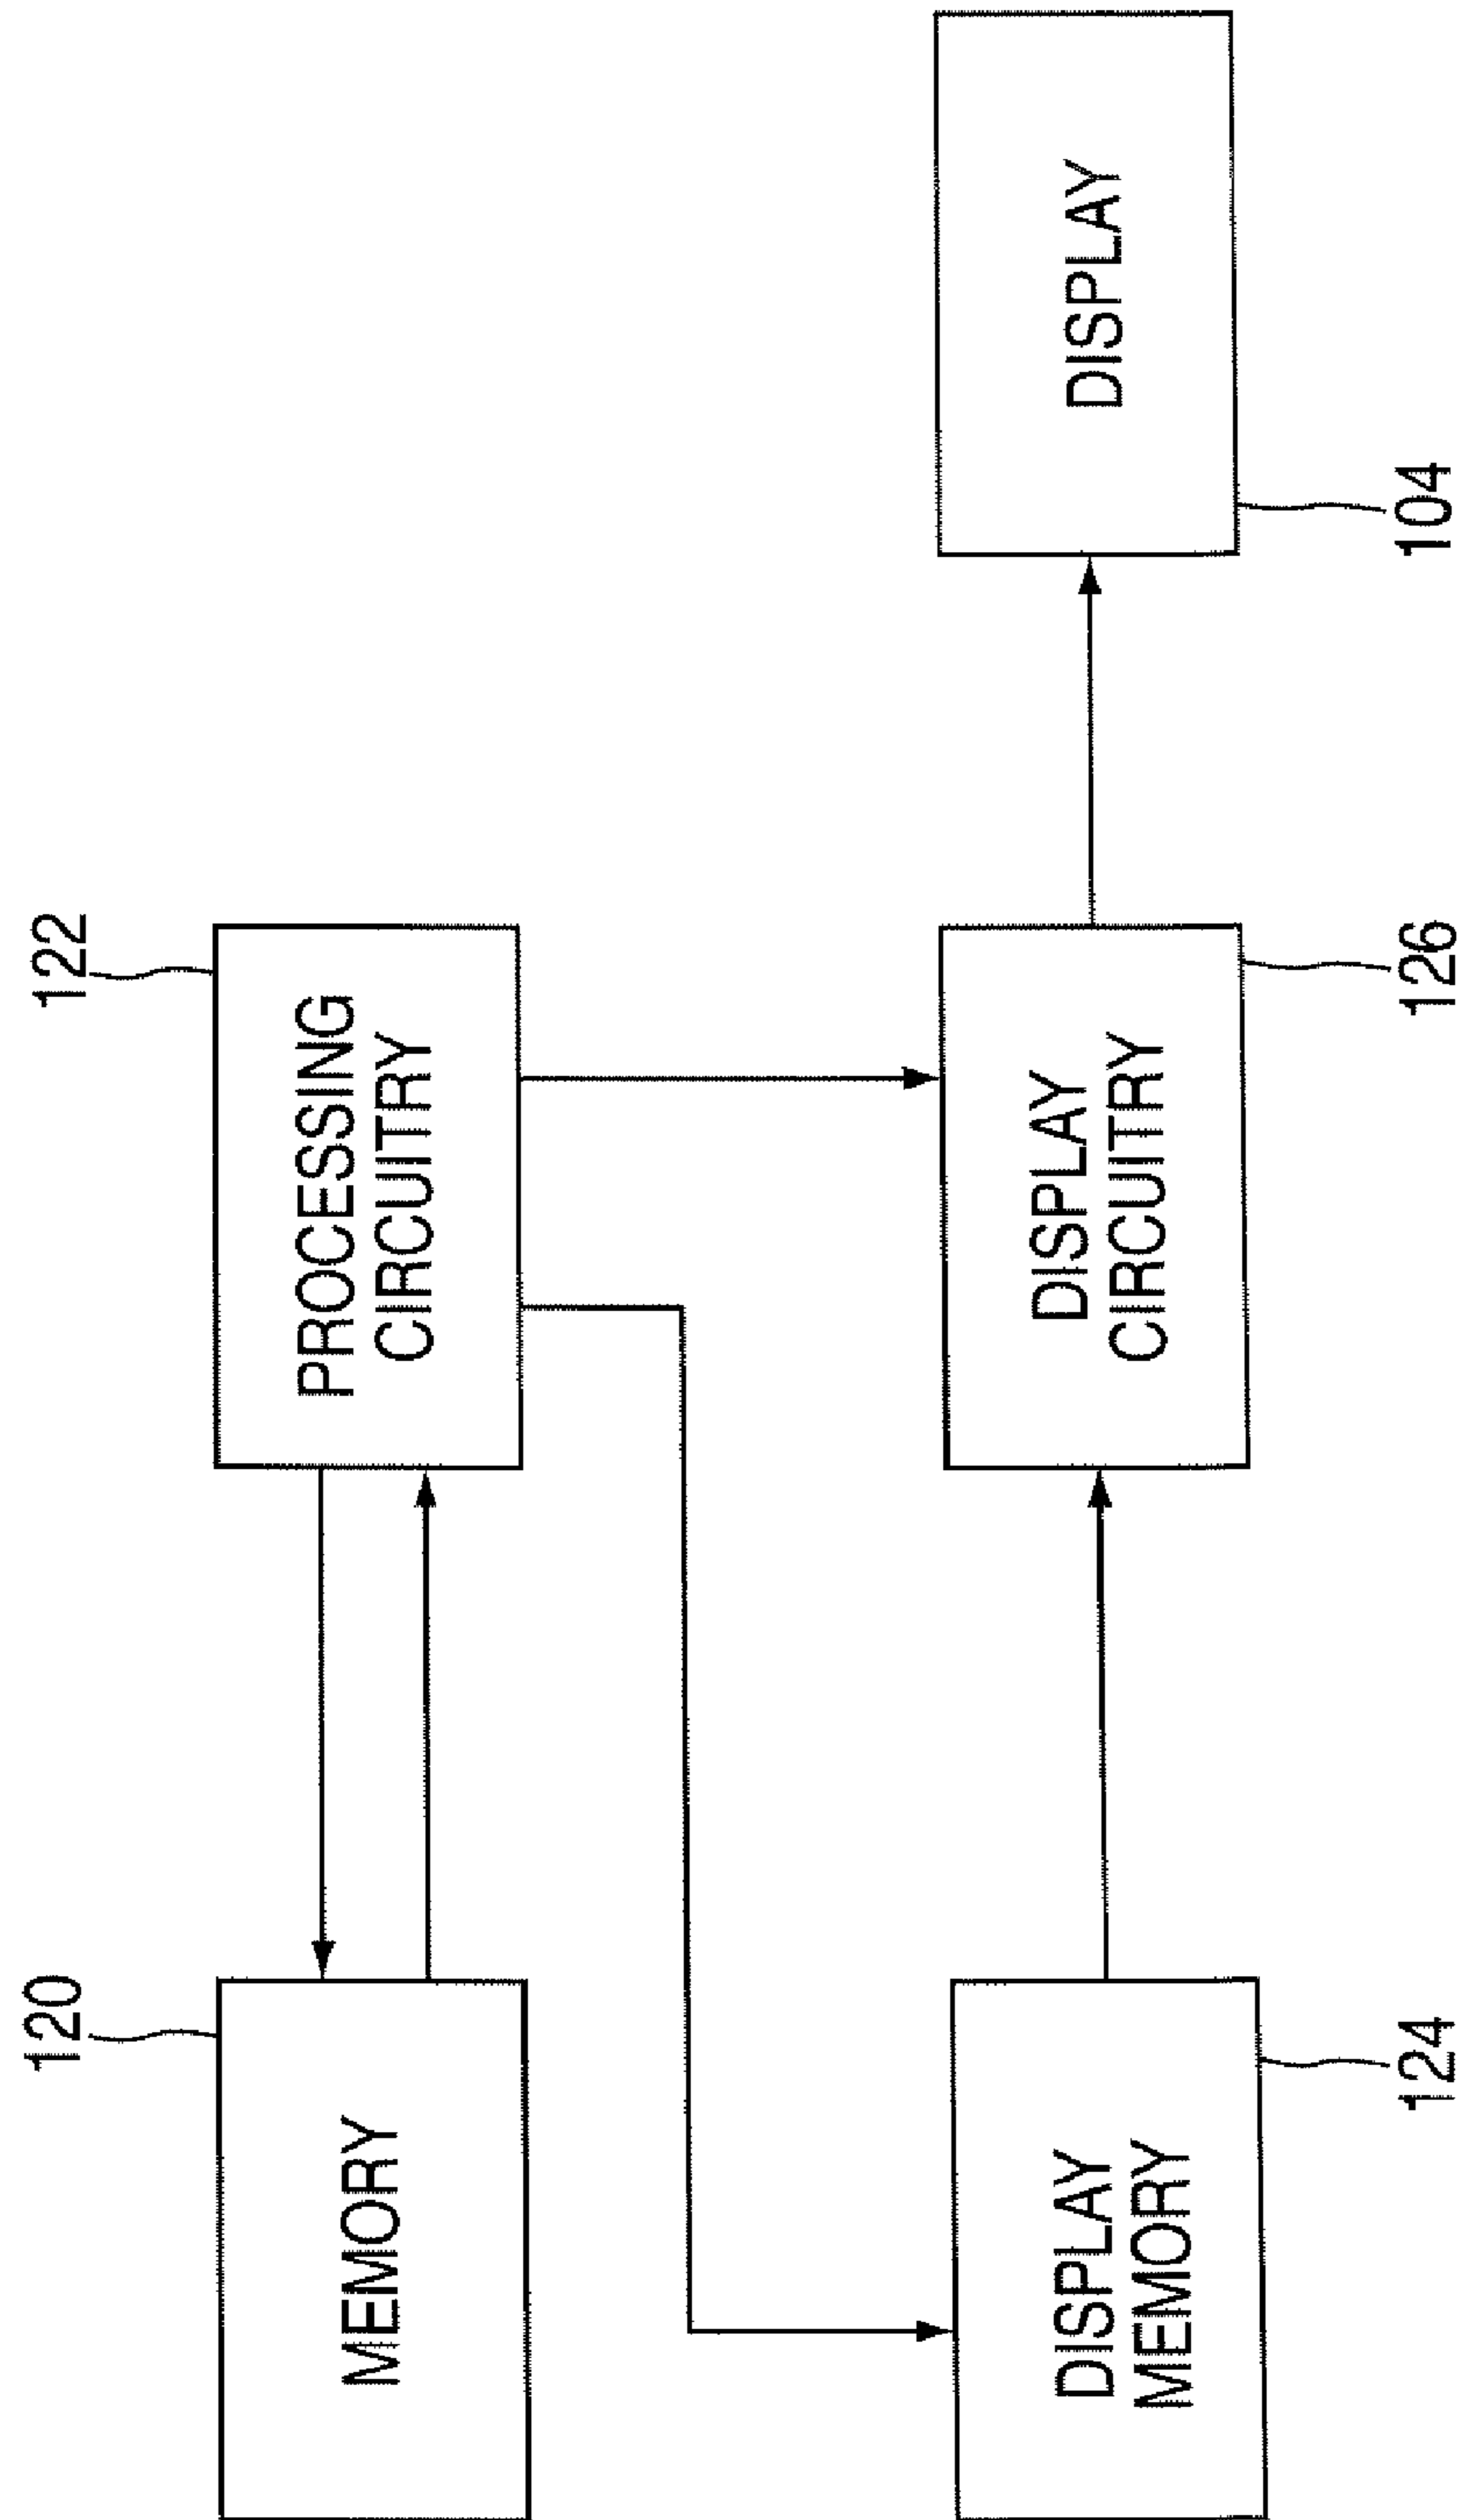 120
122
MEMORY
PROCESSING
CIRCUITRY
DISPLAY
MEMORY
DISPLAY
CIRCUITRY
DISPLAY
124
126
104